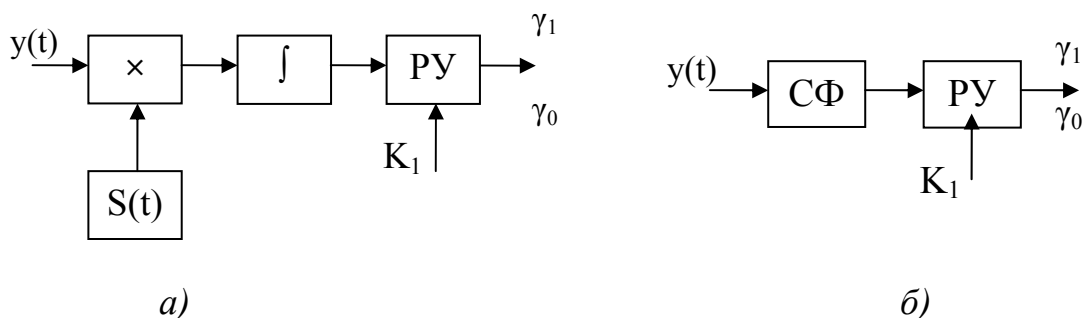 y(t)
×
∫
РУ
γ₁
γ₀
K₁
S(t)
а)
y(t)
СФ
РУ
γ₁
γ₀
K₁
б)